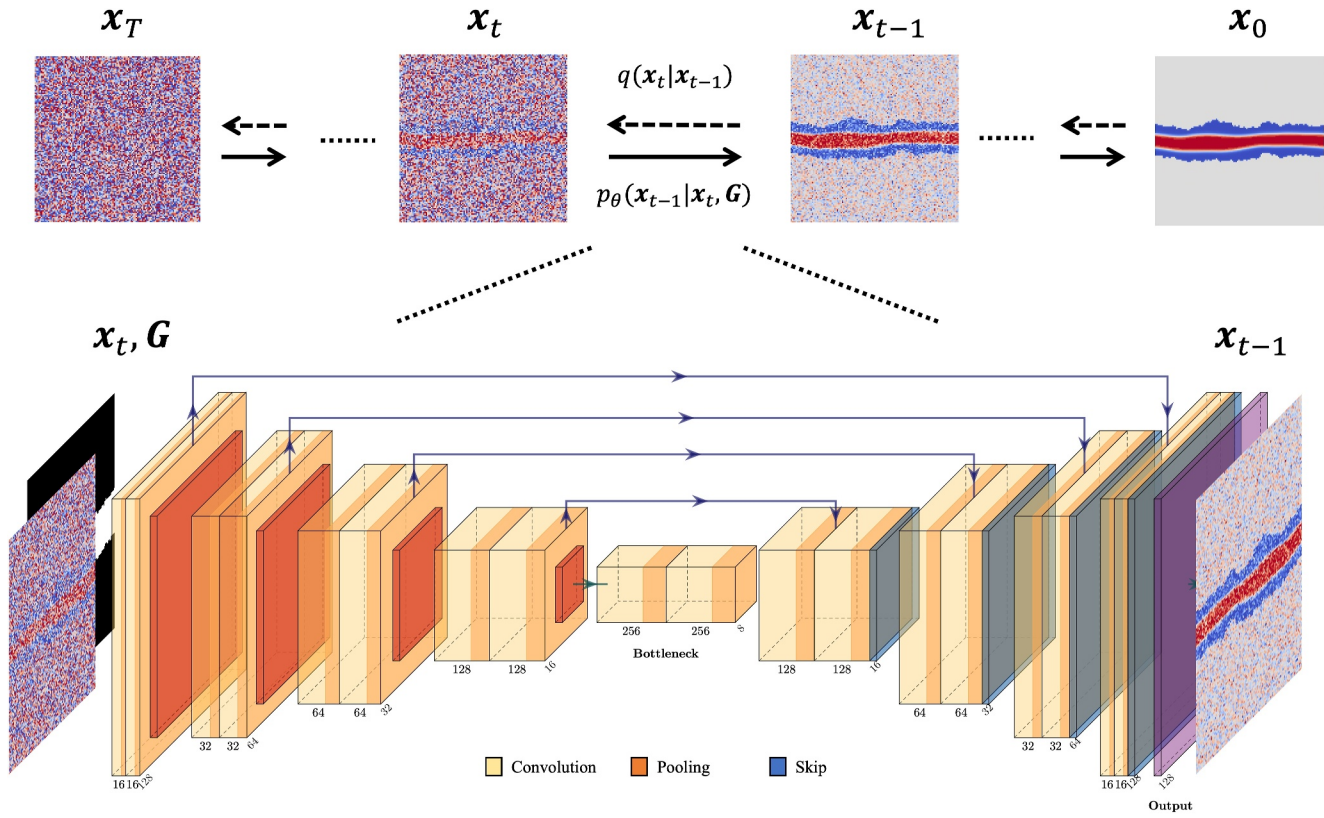 x_T x_t x_{t−1} x_0
q(x_t|x_{t−1})
p_θ(x_{t−1}|x_t, G)
x_t, G x_{t−1}
16 16 128
32 32 64
64 64 32
128 128 16
256 256 8
Bottleneck
128 128 16
64 64 32
32 32 64
16 16 128
128
Output
Convolution Pooling Skip